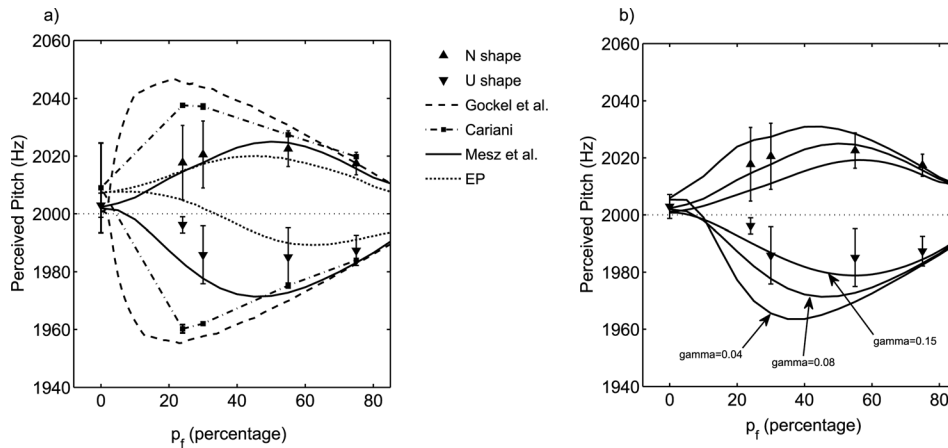 a)
2060
2040
2020
2000
1980
1960
1940
Perceived Pitch (Hz)
0
20
40
60
80
p_f (percentage)
N shape
U shape
Gockel et al.
Cariani
Mesz et al.
EP
b)
2060
2040
2020
2000
1980
1960
1940
Perceived Pitch (Hz)
gamma=0.15
gamma=0.08
gamma=0.04
0
20
40
60
80
p_f (percentage)